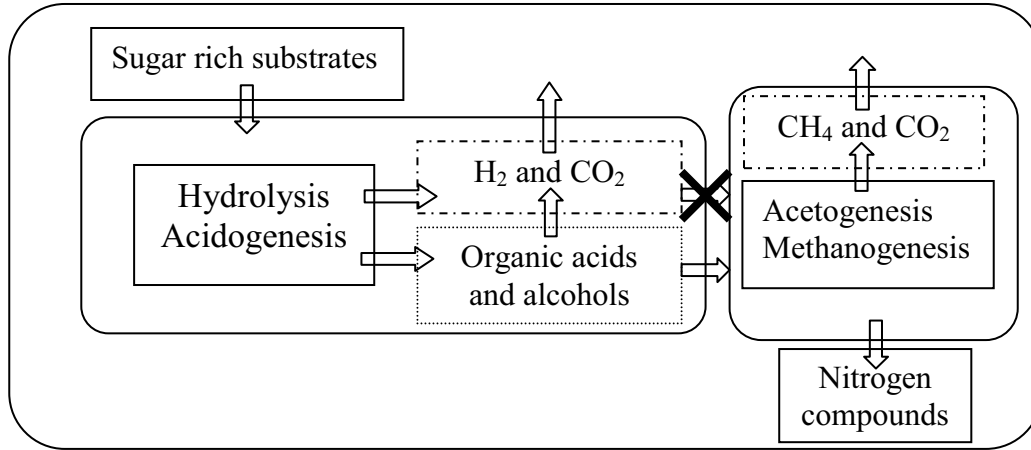 Sugar rich substrates
Hydrolysis
Acidogenesis
H₂ and CO₂
Organic acids
and alcohols
CH₄ and CO₂
Acetogenesis
Methanogenesis
Nitrogen
compounds